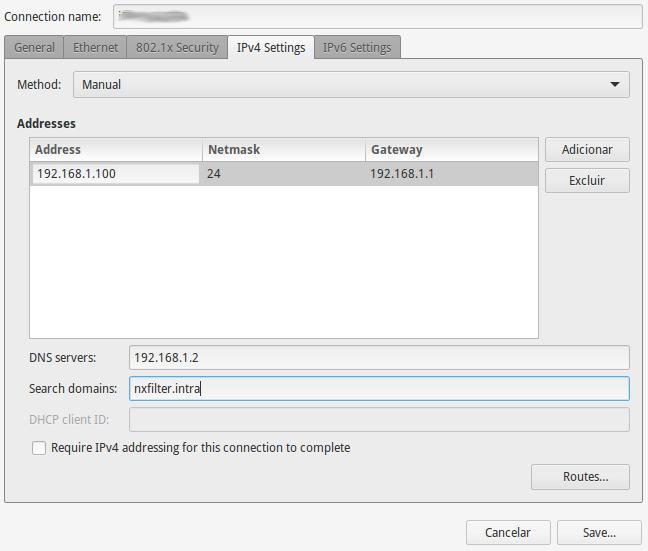 Connection name:
General Ethernet 802.1x Security IPv4 Settings IPv6 Settings
Method: Manual
Addresses
Address Netmask Gateway Adicionar
192.168.1.100 24 192.168.1.1 Excluir
DNS servers: 192.168.1.2
Search domains: nxfilter.intra
DHCP client ID:
Require IPv4 addressing for this connection to complete
Routes...
Cancelar Save...